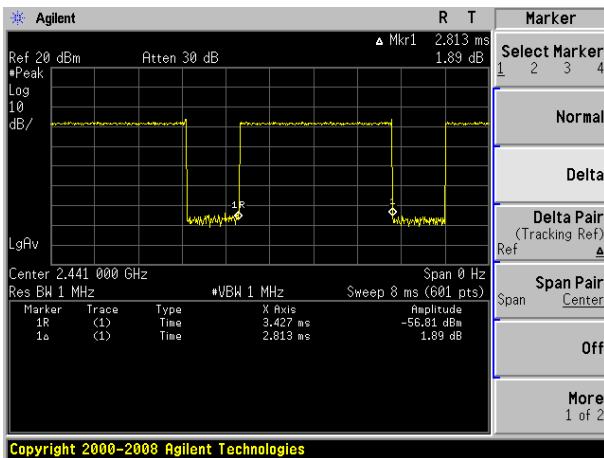 Agilent R T
Δ Mkr1 2.813 ms
Ref 20 dBm Atten 30 dB 1.89 dB
#Peak
Log
10
dB/
1R
1
LgAv
Center 2.441 000 GHz Span 0 Hz
Res BW 1 MHz #VBW 1 MHz Sweep 8 ms (601 pts)
Marker Trace Type X Axis Amplitude
1R (1) Time 3.427 ms -56.81 dBm
1Δ (1) Time 2.813 ms 1.89 dB
Copyright 2000-2008 Agilent Technologies
Marker
Select Marker
1 2 3 4
Normal
Delta
Delta Pair
(Tracking Ref)
Ref Δ
Span Pair
Span Center
Off
More
1 of 2